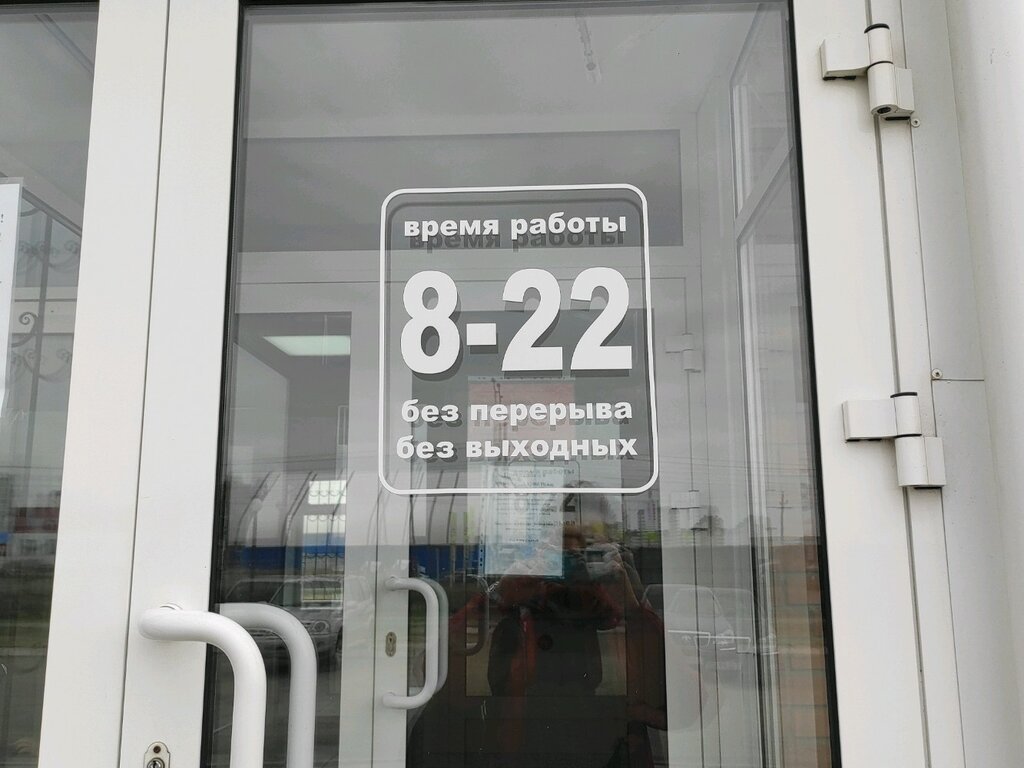 время работы
8-22
без перерыва
без выходных